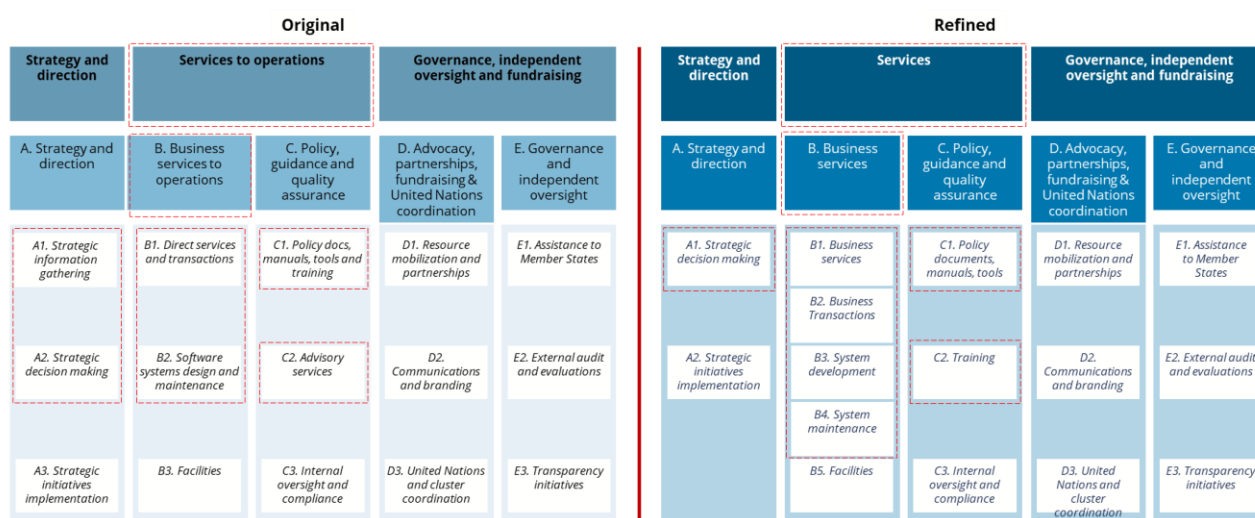 Original
Strategy and
direction
Services to operations
Governance, independent
oversight and fundraising
A. Strategy and
direction
B. Business
services to
operations
C. Policy,
guidance and
quality
assurance
D. Advocacy,
partnerships,
fundraising &
United Nations
coordination
E. Governance
and
independent
oversight
A1. Strategic
information
gathering
B1. Direct services
and transactions
C1. Policy docs,
manuals, tools and
training
D1. Resource
mobilization and
partnerships
E1. Assistance to
Member States
A2. Strategic
decision making
B2. Software
systems design and
maintenance
C2. Advisory
services
D2.
Communications
and branding
E2. External audit
and evaluations
A3. Strategic
initiatives
implementation
B3. Facilities
C3. Internal
oversight and
compliance
D3. United Nations
and cluster
coordination
E3. Transparency
initiatives
Refined
Strategy and
direction
Services
Governance, independent
oversight and fundraising
A. Strategy and
direction
B. Business
services
C. Policy,
guidance and
quality
assurance
D. Advocacy,
partnerships,
fundraising &
United Nations
coordination
E. Governance
and
independent
oversight
A1. Strategic
decision making
B1. Business
services
C1. Policy
documents,
manuals, tools
D1. Resource
mobilization and
partnerships
E1. Assistance
to Member
States
B2. Business
Transactions
A2. Strategic
initiatives
implementation
B3. System
development
C2. Training
D2.
Communications
and branding
E2. External audit
and evaluations
B4. System
maintenance
B5. Facilities
C3. Internal
oversight and
compliance
D3. United
Nations and
cluster
coordination
E3. Transparency
initiatives